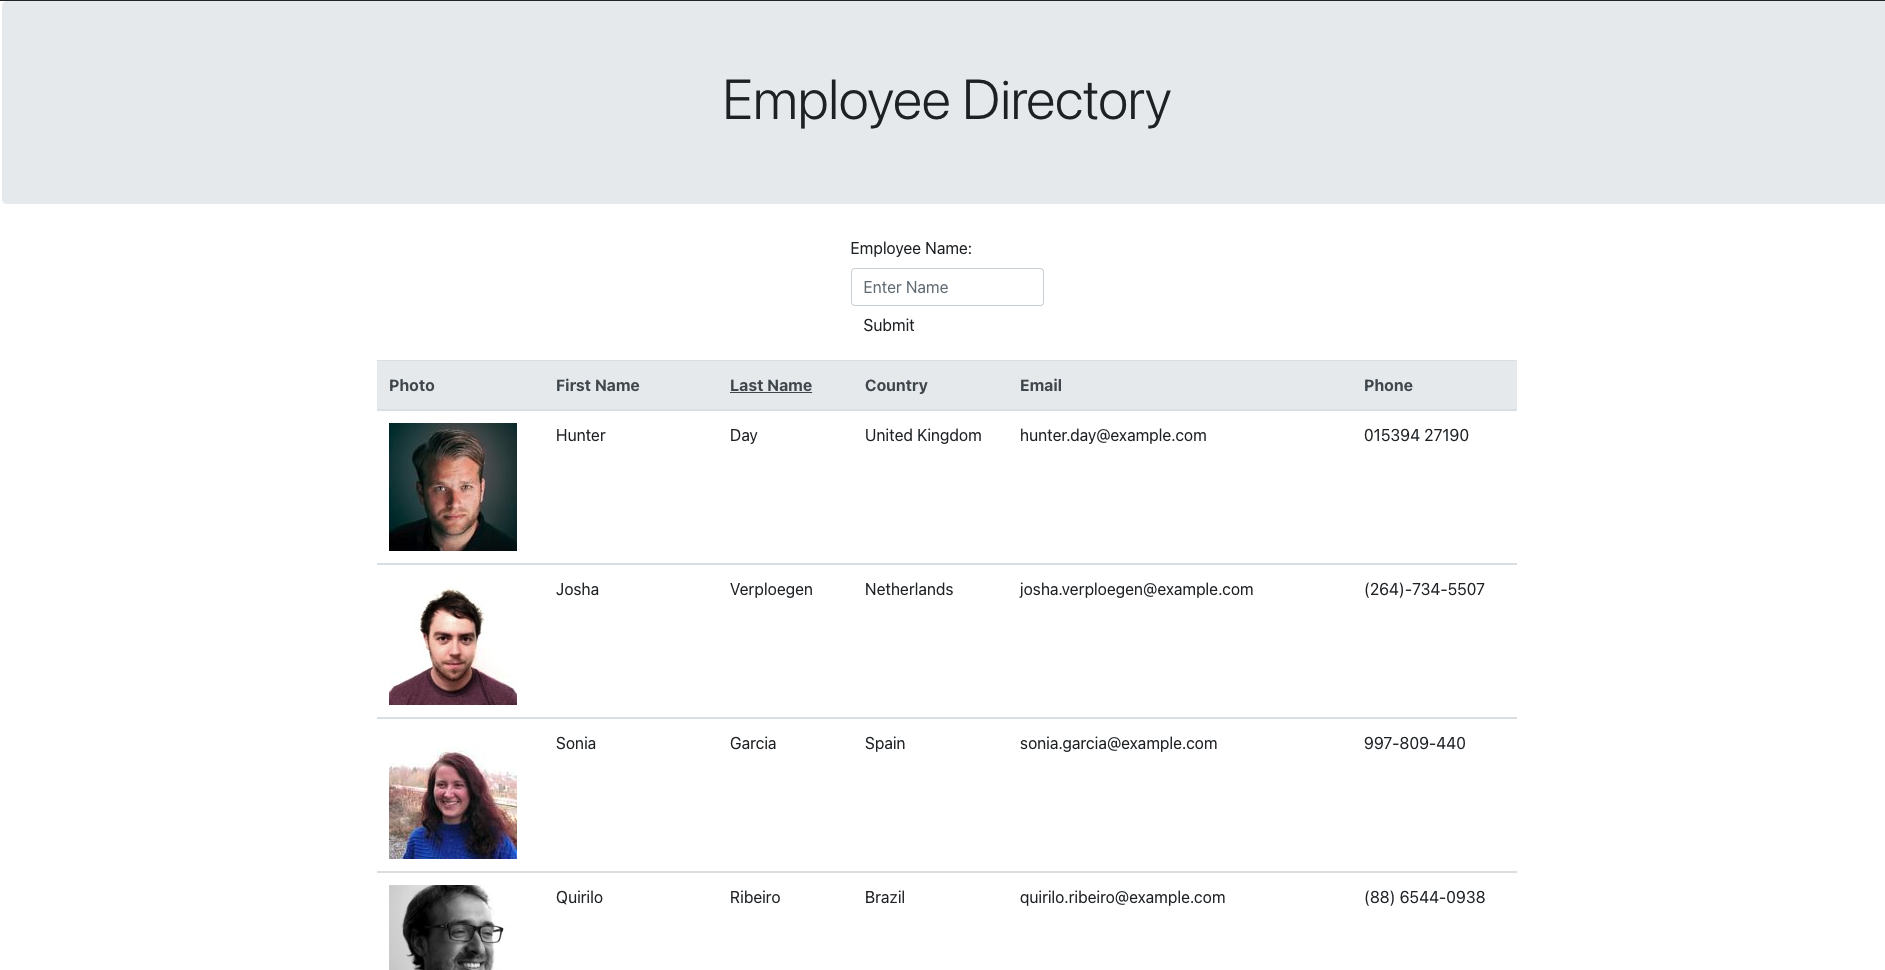 Employee Directory
Employee Name:
Enter Name
Submit
Photo First Name Last Name Country Email Phone
Hunter Day United Kingdom hunter.day@example.com 015394 27190
Josha Verploegen Netherlands josha.verploegen@example.com (264)-734-5507
Sonia Garcia Spain sonia.garcia@example.com 997-809-440
Quirilo Ribeiro Brazil quirilo.ribeiro@example.com (88) 6544-0938